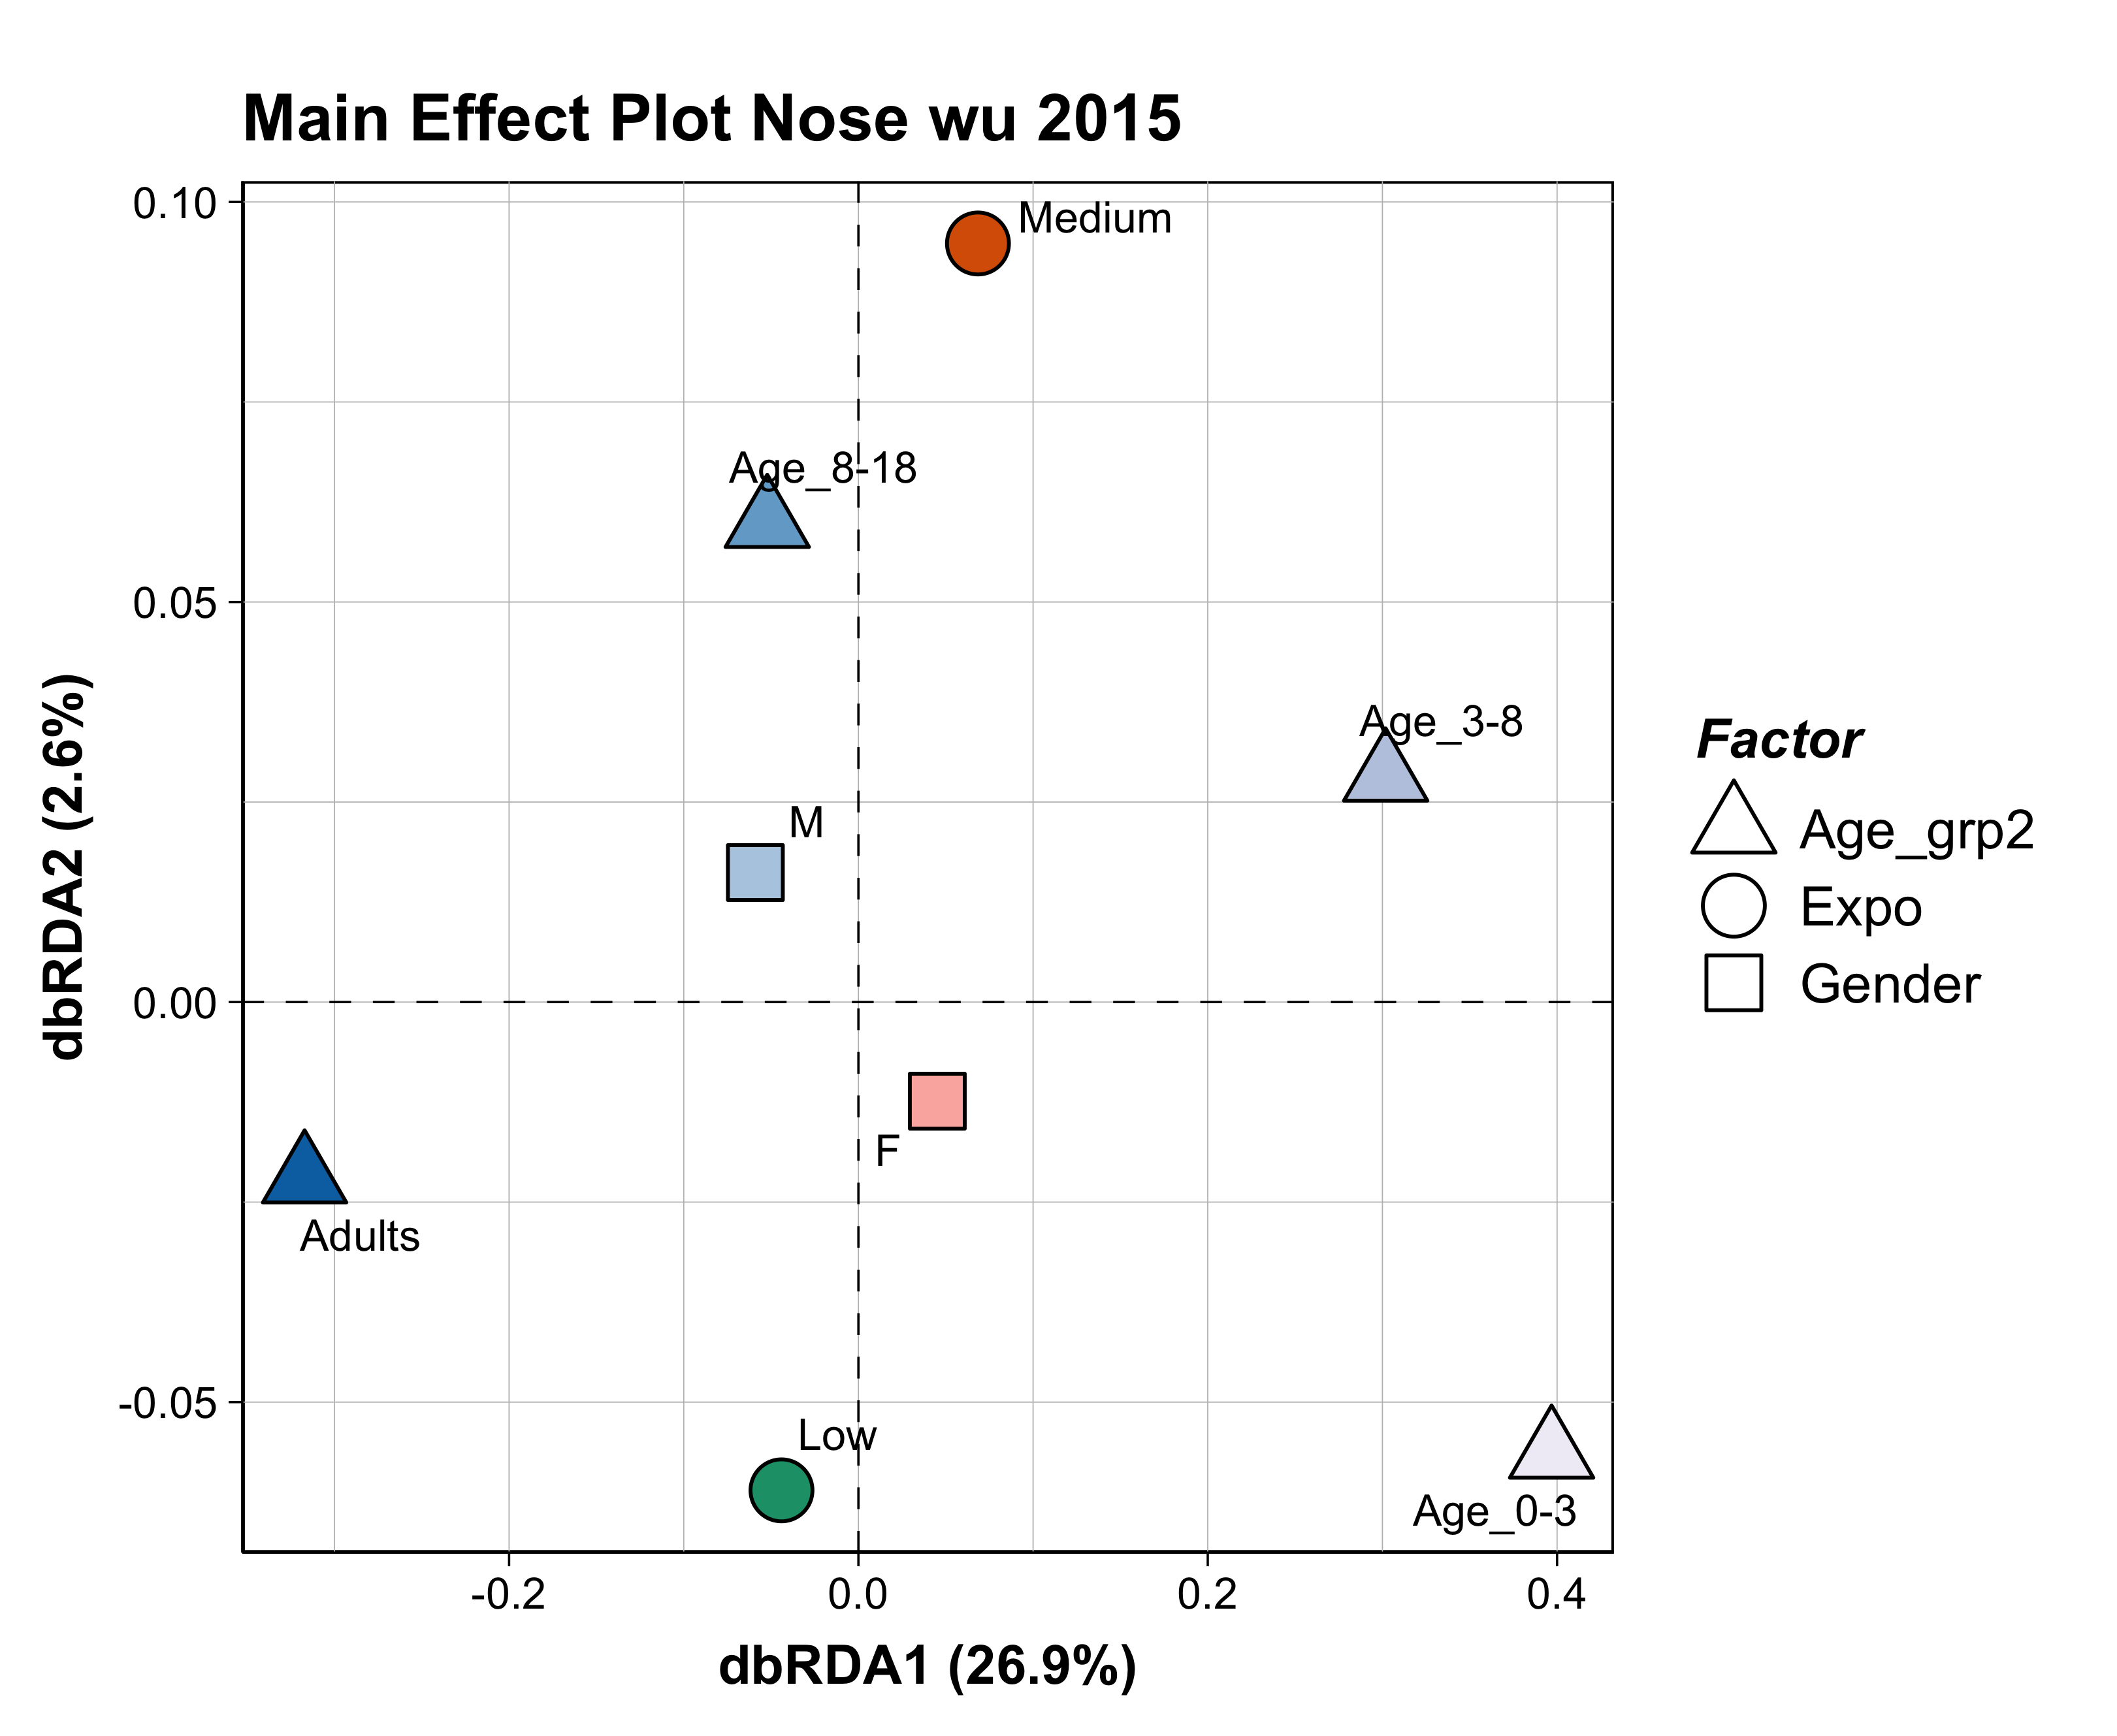 Main Effect Plot Nose wu 2015
0.10
Medium
Age_8-18
0.05
Age_3-8
M
0.00
F
Adults
-0.05
Low
Age_0-3
-0.2 0.0 0.2 0.4
dbRDA1 (26.9%)
dbRDA2 (2.6%)
Factor
Age_grp2
Expo
Gender